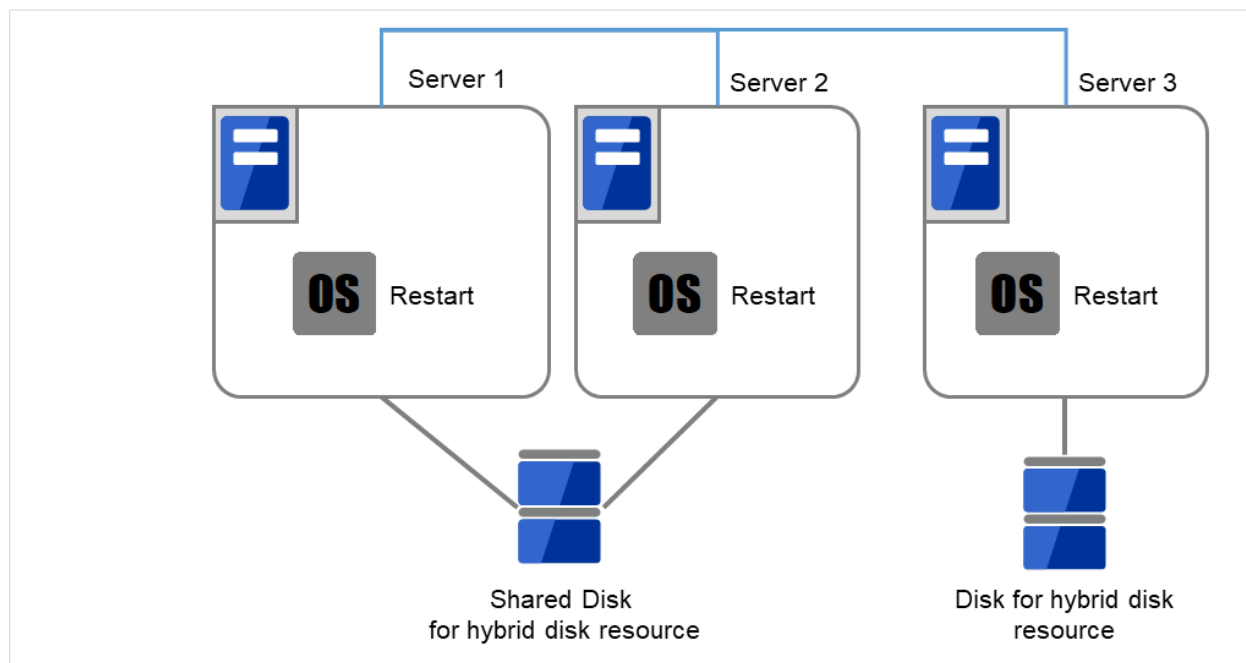 Server 1
Server 2
Server 3
OS Restart
OS Restart
OS Restart
Shared Disk
for hybrid disk resource
Disk for hybrid disk
resource